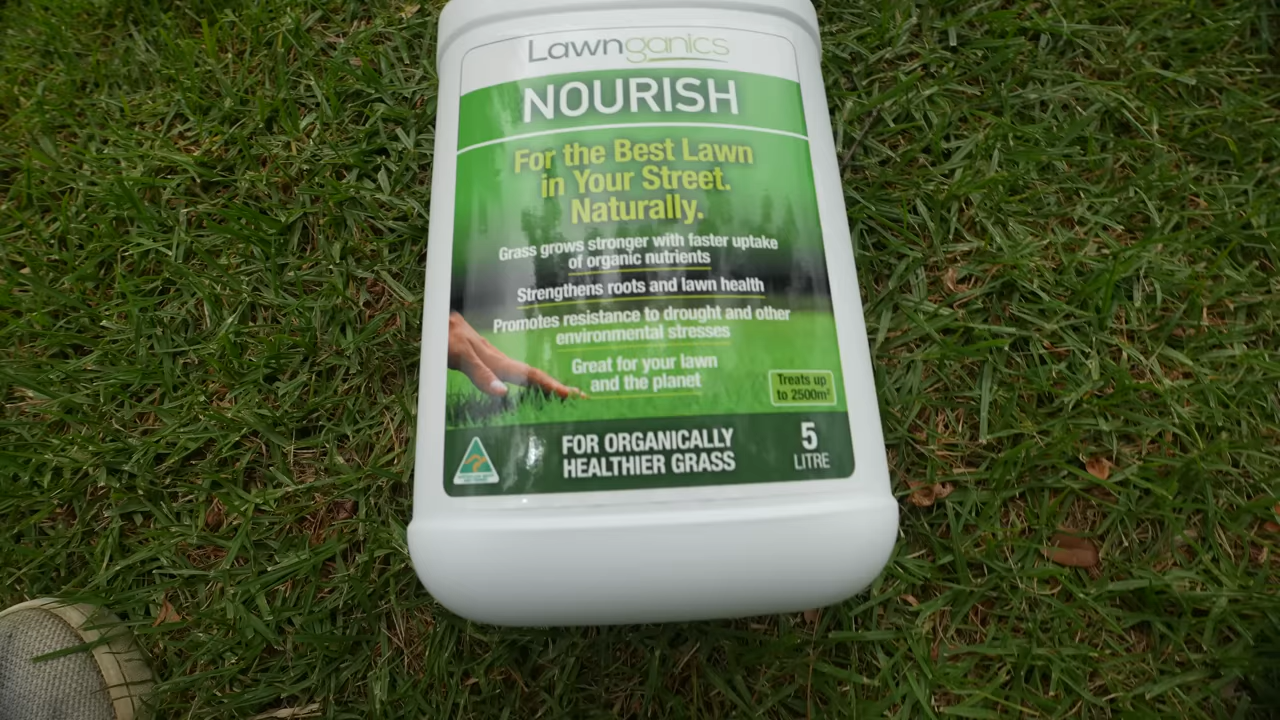 Lawnganics
NOURISH
For the Best Lawn
in Your Street.
Naturally.
Grass grows stronger with faster uptake
of organic nutrients
Strengthens roots and lawn health
Promotes resistance to drought and other
environmental stresses
Great for your lawn
and the planet
Treats up
to 2500m²
FOR ORGANICALLY
HEALTHIER GRASS
5
LITRE